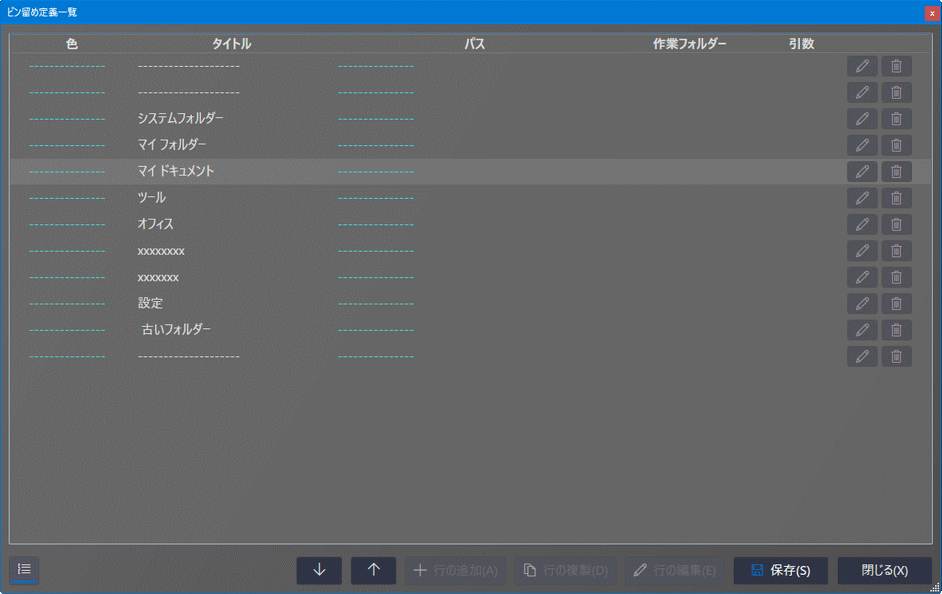 ピン留め定義一覧
x
色 タイトル パス 作業フォルダー 引数
--------------- -------------------- ---------------
--------------- -------------------- ---------------
--------------- システムフォルダー ---------------
--------------- マイ フォルダー ---------------
--------------- マイ ドキュメント ---------------
--------------- ツール ---------------
--------------- オフィス ---------------
--------------- xxxxxxxx ---------------
--------------- xxxxxxx ---------------
--------------- 設定 ---------------
--------------- 古いフォルダー ---------------
--------------- -------------------- ---------------
行の追加(A) 行の複製(D) 行の編集(E) 保存(S) 閉じる(X)